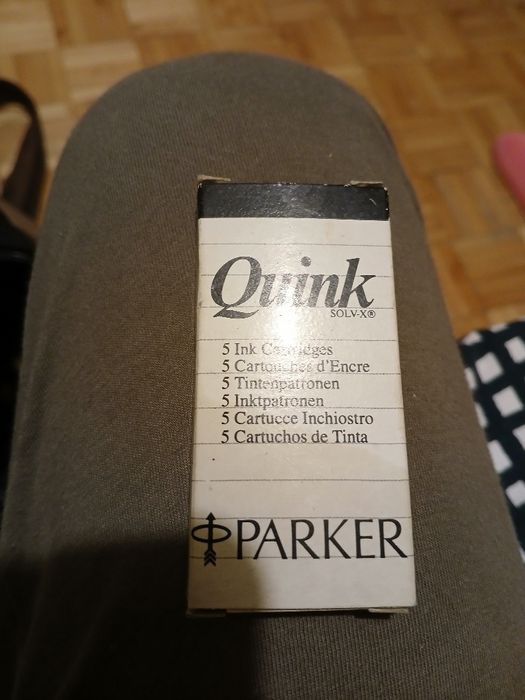 Quink
SOLV-X®
5 Ink Cartridges
5 Cartouches d'Encre
5 Tintenpatronen
5 Inktpatronen
5 Cartucce Inchiostro
5 Cartuchos de Tinta
PARKER